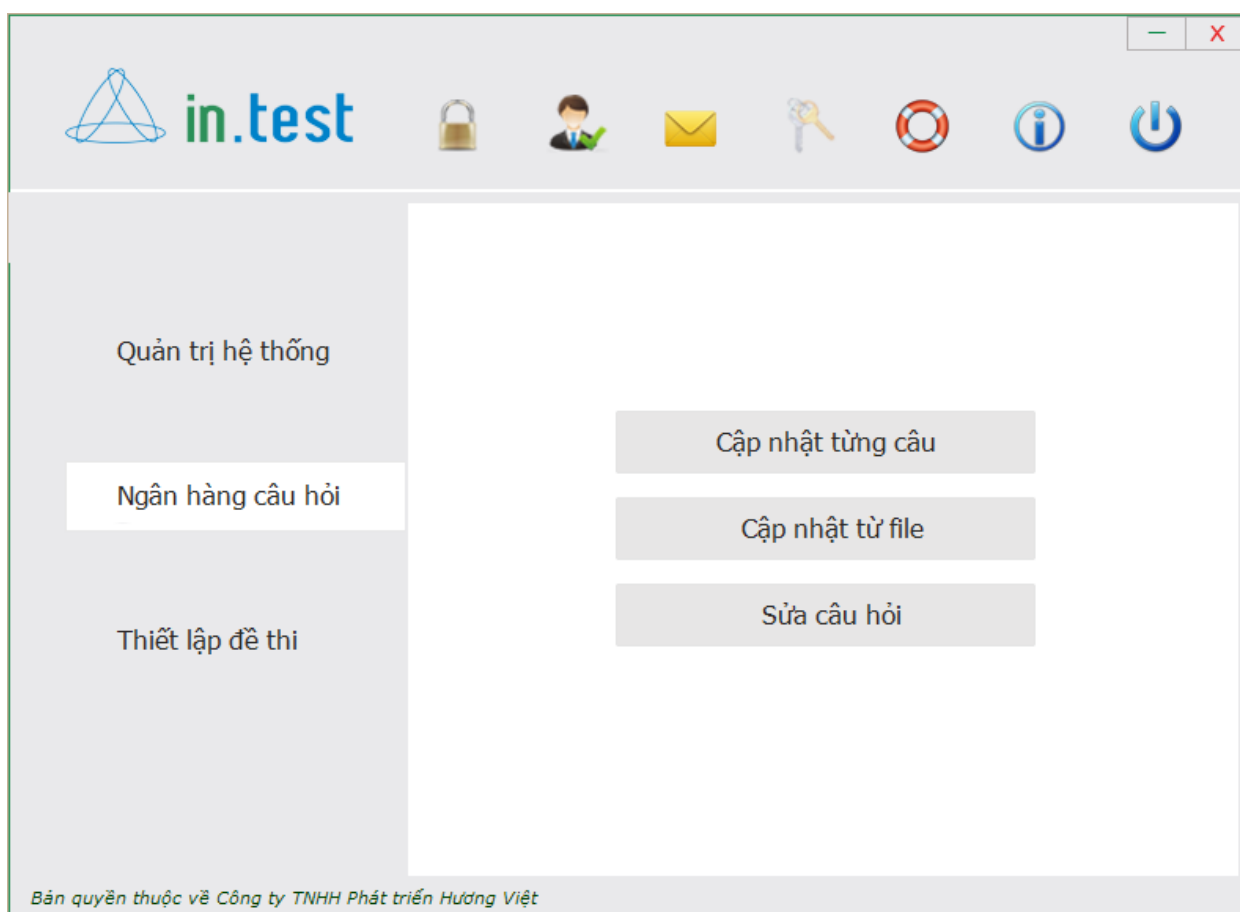 — X
in.test
Quản trị hệ thống
Ngân hàng câu hỏi
Thiết lập đề thi
Cập nhật từng câu
Cập nhật từ file
Sửa câu hỏi
Bản quyền thuộc về Công ty TNHH Phát triển Hương Việt